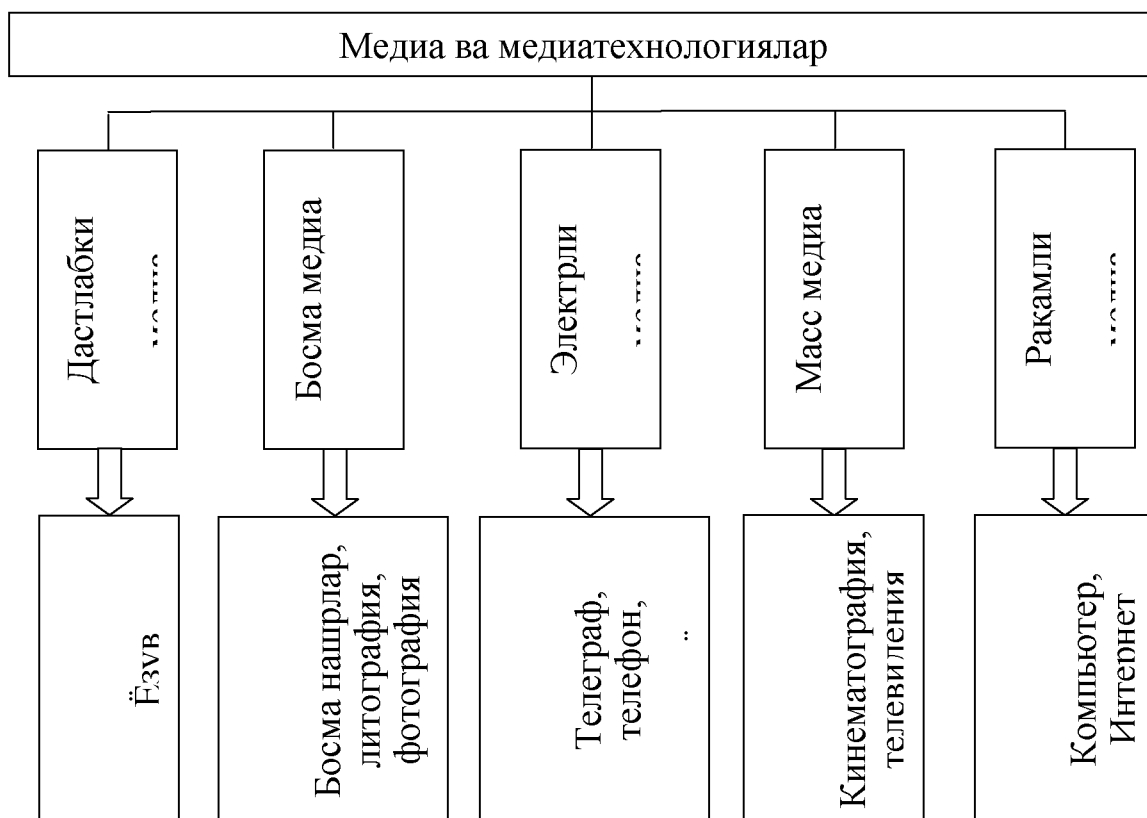 Медиа ва медиатехнологиялар
Дастлабки
Босма медиа
Электрли
Масс медиа
Рақамли
Ёзув
Босма нашрлар,
литография,
фотография
Телеграф,
телефон,
Кинематография,
телевиления
Компьютер,
Интернет